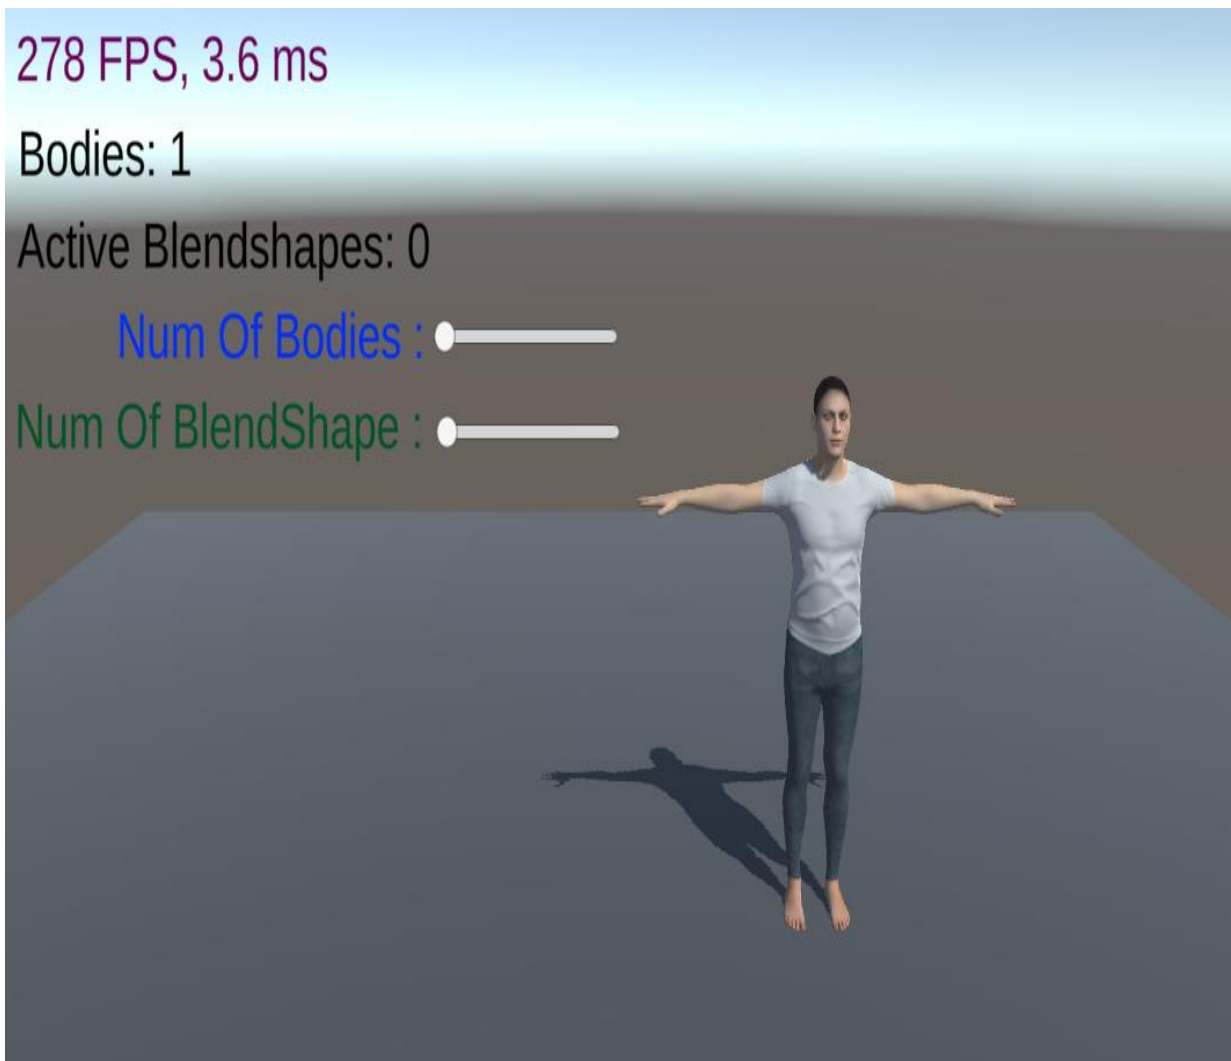 278 FPS, 3.6 ms
Bodies: 1
Active Blendshapes: 0
Num Of Bodies :
Num Of BlendShape :